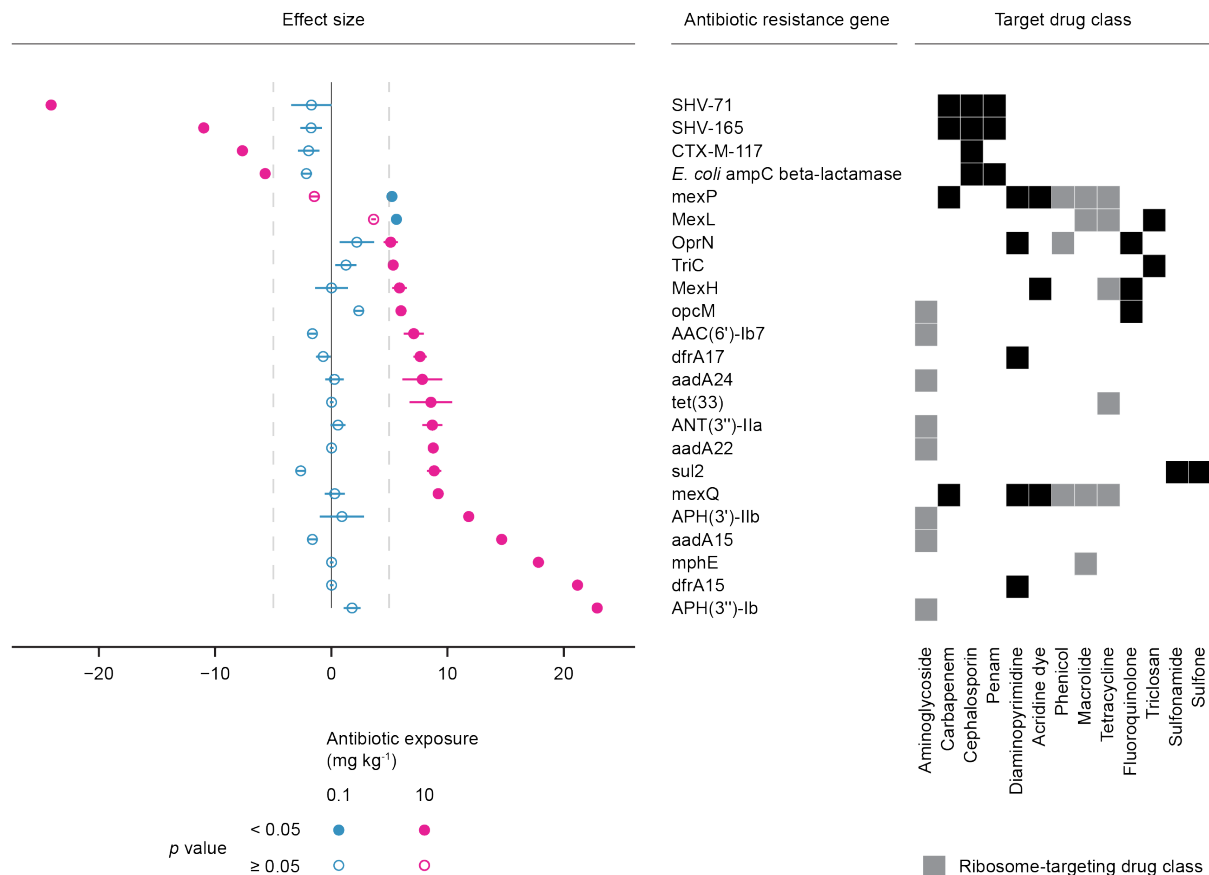 Effect size
Antibiotic resistance gene
Target drug class
SHV-71
SHV-165
CTX-M-117
E. coli ampC beta-lactamase
mexP
MexL
OprN
TriC
MexH
opcM
AAC(6')-Ib7
dfrA17
aadA24
tet(33)
ANT(3'')-IIa
aadA22
sul2
mexQ
APH(3')-IIb
aadA15
mphE
dfrA15
APH(3'')-Ib
−20
−10
0
10
20
Aminoglycoside
Carbapenem
Cephalosporin
Penam
Diaminopyrimidine
Acridine dye
Phenicol
Macrolide
Tetracycline
Fluoroquinolone
Triclosan
Sulfonamide
Sulfone
Antibiotic exposure
(mg kg⁻¹)
0.1 10
p value
< 0.05
≥ 0.05
Ribosome-targeting drug class